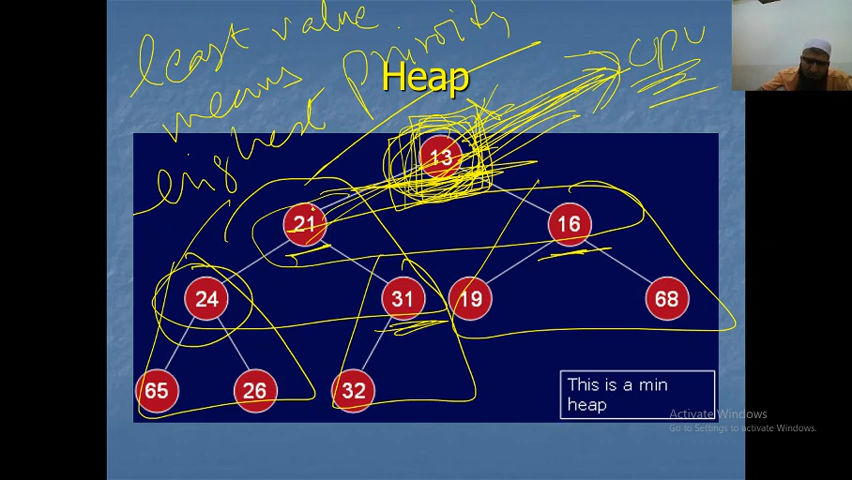 least value
means
highest priority
CPU
Heap
13
21
16
24
31
19
68
65
26
32
This is a min
heap
Activate Windows
Go to Settings to activate Windows.